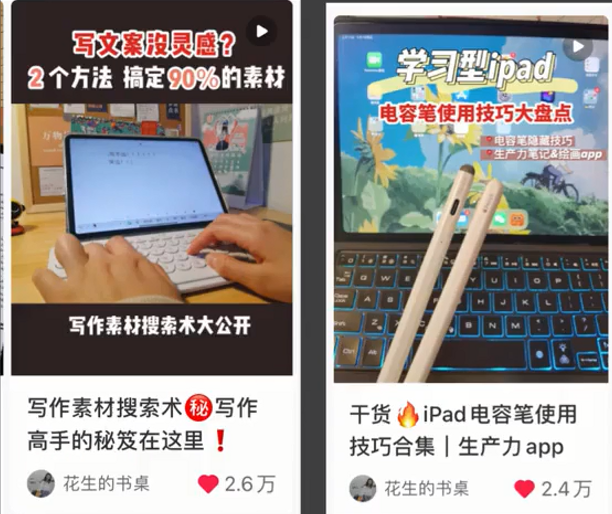 写文案沒灵感?
2个方法 搞定90%的素材
写作素材搜索术大公开
写作素材搜索术㊙️写作
高手的秘笈在这里❗
花生的书桌
2.6万
学习型ipad
电容笔使用技巧大盘点
电容笔隐藏技巧
生产力笔记&绘画app
干货🔥iPad电容笔使用
技巧合集｜生产力app
花生的书桌
2.4万